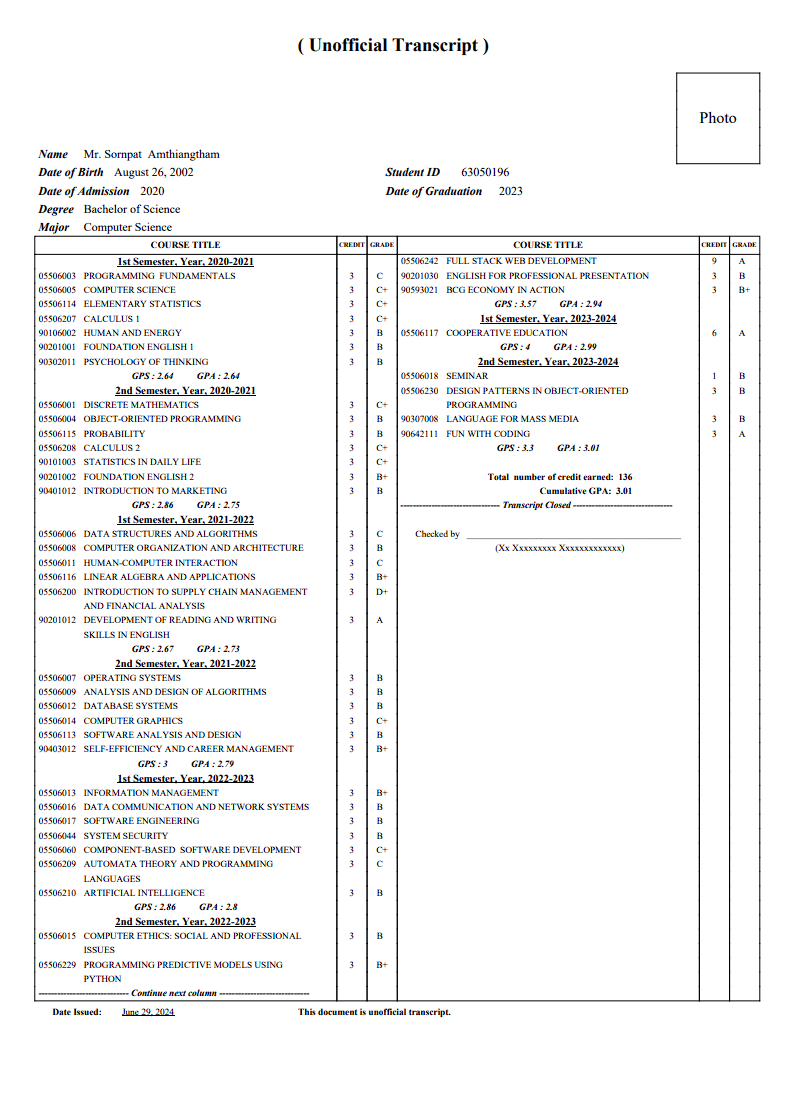 ( Unofficial Transcript )
Photo
Name Mr. Sornpat Amthiangtham
Date of Birth August 26, 2002 Student ID 63050196
Date of Admission 2020 Date of Graduation 2023
Degree Bachelor of Science
Major Computer Science
COURSE TITLE CREDIT GRADE
1st Semester, Year, 2020-2021
05506003 PROGRAMMING FUNDAMENTALS 3 C
05506005 COMPUTER SCIENCE 3 C+
05506114 ELEMENTARY STATISTICS 3 C+
05506207 CALCULUS 1 3 C+
90106002 HUMAN AND ENERGY 3 B
90201001 FOUNDATION ENGLISH 1 3 B
90302011 PSYCHOLOGY OF THINKING 3 B
GPS : 2.64 GPA : 2.64
2nd Semester, Year, 2020-2021
05506001 DISCRETE MATHEMATICS 3 C+
05506004 OBJECT-ORIENTED PROGRAMMING 3 B
05506115 PROBABILITY 3 B
05506208 CALCULUS 2 3 C+
90101003 STATISTICS IN DAILY LIFE 3 C+
90201002 FOUNDATION ENGLISH 2 3 B+
90401012 INTRODUCTION TO MARKETING 3 B
GPS : 2.86 GPA : 2.75
1st Semester, Year, 2021-2022
05506006 DATA STRUCTURES AND ALGORITHMS 3 C
05506008 COMPUTER ORGANIZATION AND ARCHITECTURE 3 B
05506011 HUMAN-COMPUTER INTERACTION 3 C
05506116 LINEAR ALGEBRA AND APPLICATIONS 3 B+
05506200 INTRODUCTION TO SUPPLY CHAIN MANAGEMENT 3 D+
AND FINANCIAL ANALYSIS
90201012 DEVELOPMENT OF READING AND WRITING 3 A
SKILLS IN ENGLISH
GPS : 2.67 GPA : 2.73
2nd Semester, Year, 2021-2022
05506007 OPERATING SYSTEMS 3 B
05506009 ANALYSIS AND DESIGN OF ALGORITHMS 3 B
05506012 DATABASE SYSTEMS 3 B
05506014 COMPUTER GRAPHICS 3 C+
05506113 SOFTWARE ANALYSIS AND DESIGN 3 B
90403012 SELF-EFFICIENCY AND CAREER MANAGEMENT 3 B+
GPS : 3 GPA : 2.79
1st Semester, Year, 2022-2023
05506013 INFORMATION MANAGEMENT 3 B+
05506016 DATA COMMUNICATION AND NETWORK SYSTEMS 3 B
05506017 SOFTWARE ENGINEERING 3 B
05506044 SYSTEM SECURITY 3 B
05506060 COMPONENT-BASED SOFTWARE DEVELOPMENT 3 C+
05506209 AUTOMATA THEORY AND PROGRAMMING 3 C
LANGUAGES
05506210 ARTIFICIAL INTELLIGENCE 3 B
GPS : 2.86 GPA : 2.8
2nd Semester, Year, 2022-2023
05506015 COMPUTER ETHICS: SOCIAL AND PROFESSIONAL 3 B
ISSUES
05506229 PROGRAMMING PREDICTIVE MODELS USING 3 B+
PYTHON
---------------------------- Continue next column ----------------------------
COURSE TITLE CREDIT GRADE
05506242 FULL STACK WEB DEVELOPMENT 9 A
90201030 ENGLISH FOR PROFESSIONAL PRESENTATION 3 B
90593021 BCG ECONOMY IN ACTION 3 B+
GPS : 3.57 GPA : 2.94
1st Semester, Year, 2023-2024
05506117 COOPERATIVE EDUCATION 6 A
GPS : 4 GPA : 2.99
2nd Semester, Year, 2023-2024
05506018 SEMINAR 1 B
05506230 DESIGN PATTERNS IN OBJECT-ORIENTED 3 B
PROGRAMMING
90307008 LANGUAGE FOR MASS MEDIA 3 B
90642111 FUN WITH CODING 3 A
GPS : 3.3 GPA : 3.01
Total number of credit earned: 136
Cumulative GPA: 3.01
------------------------------- Transcript Closed -------------------------------
Checked by ______________________________
(Xx Xxxxxxxxx Xxxxxxxxxxxxx)
Date Issued: June 29, 2024 This document is unofficial transcript.